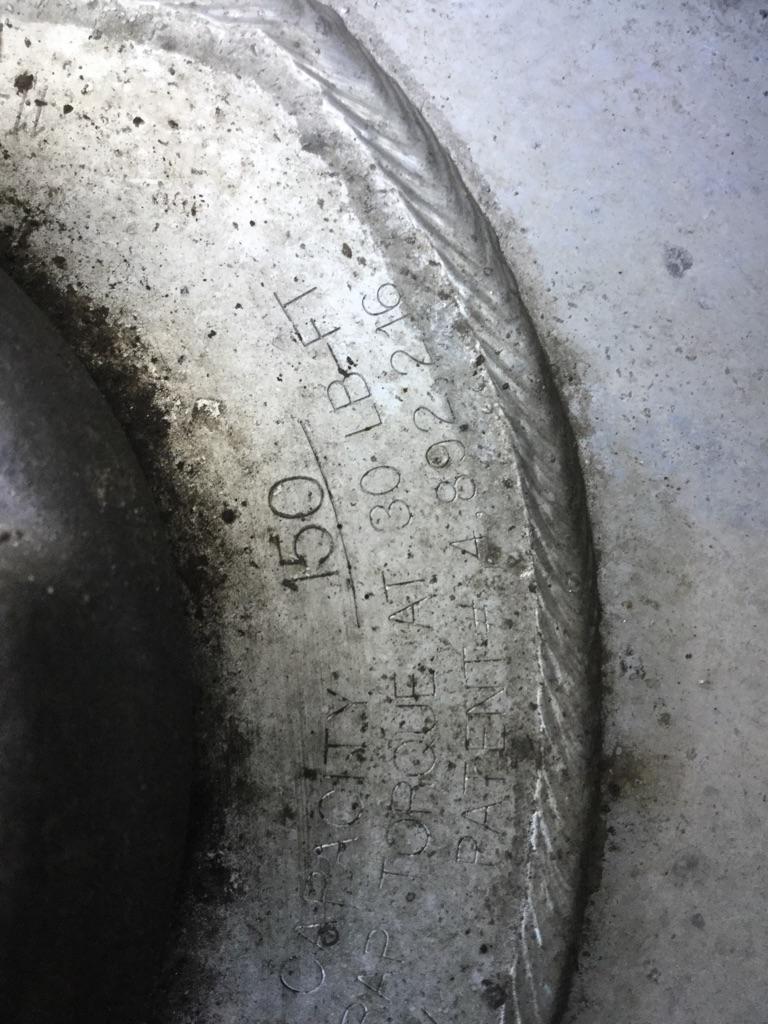 CAPACITY 150
TORQUE AT 30 LB-FT
PATENT= 4.892.216